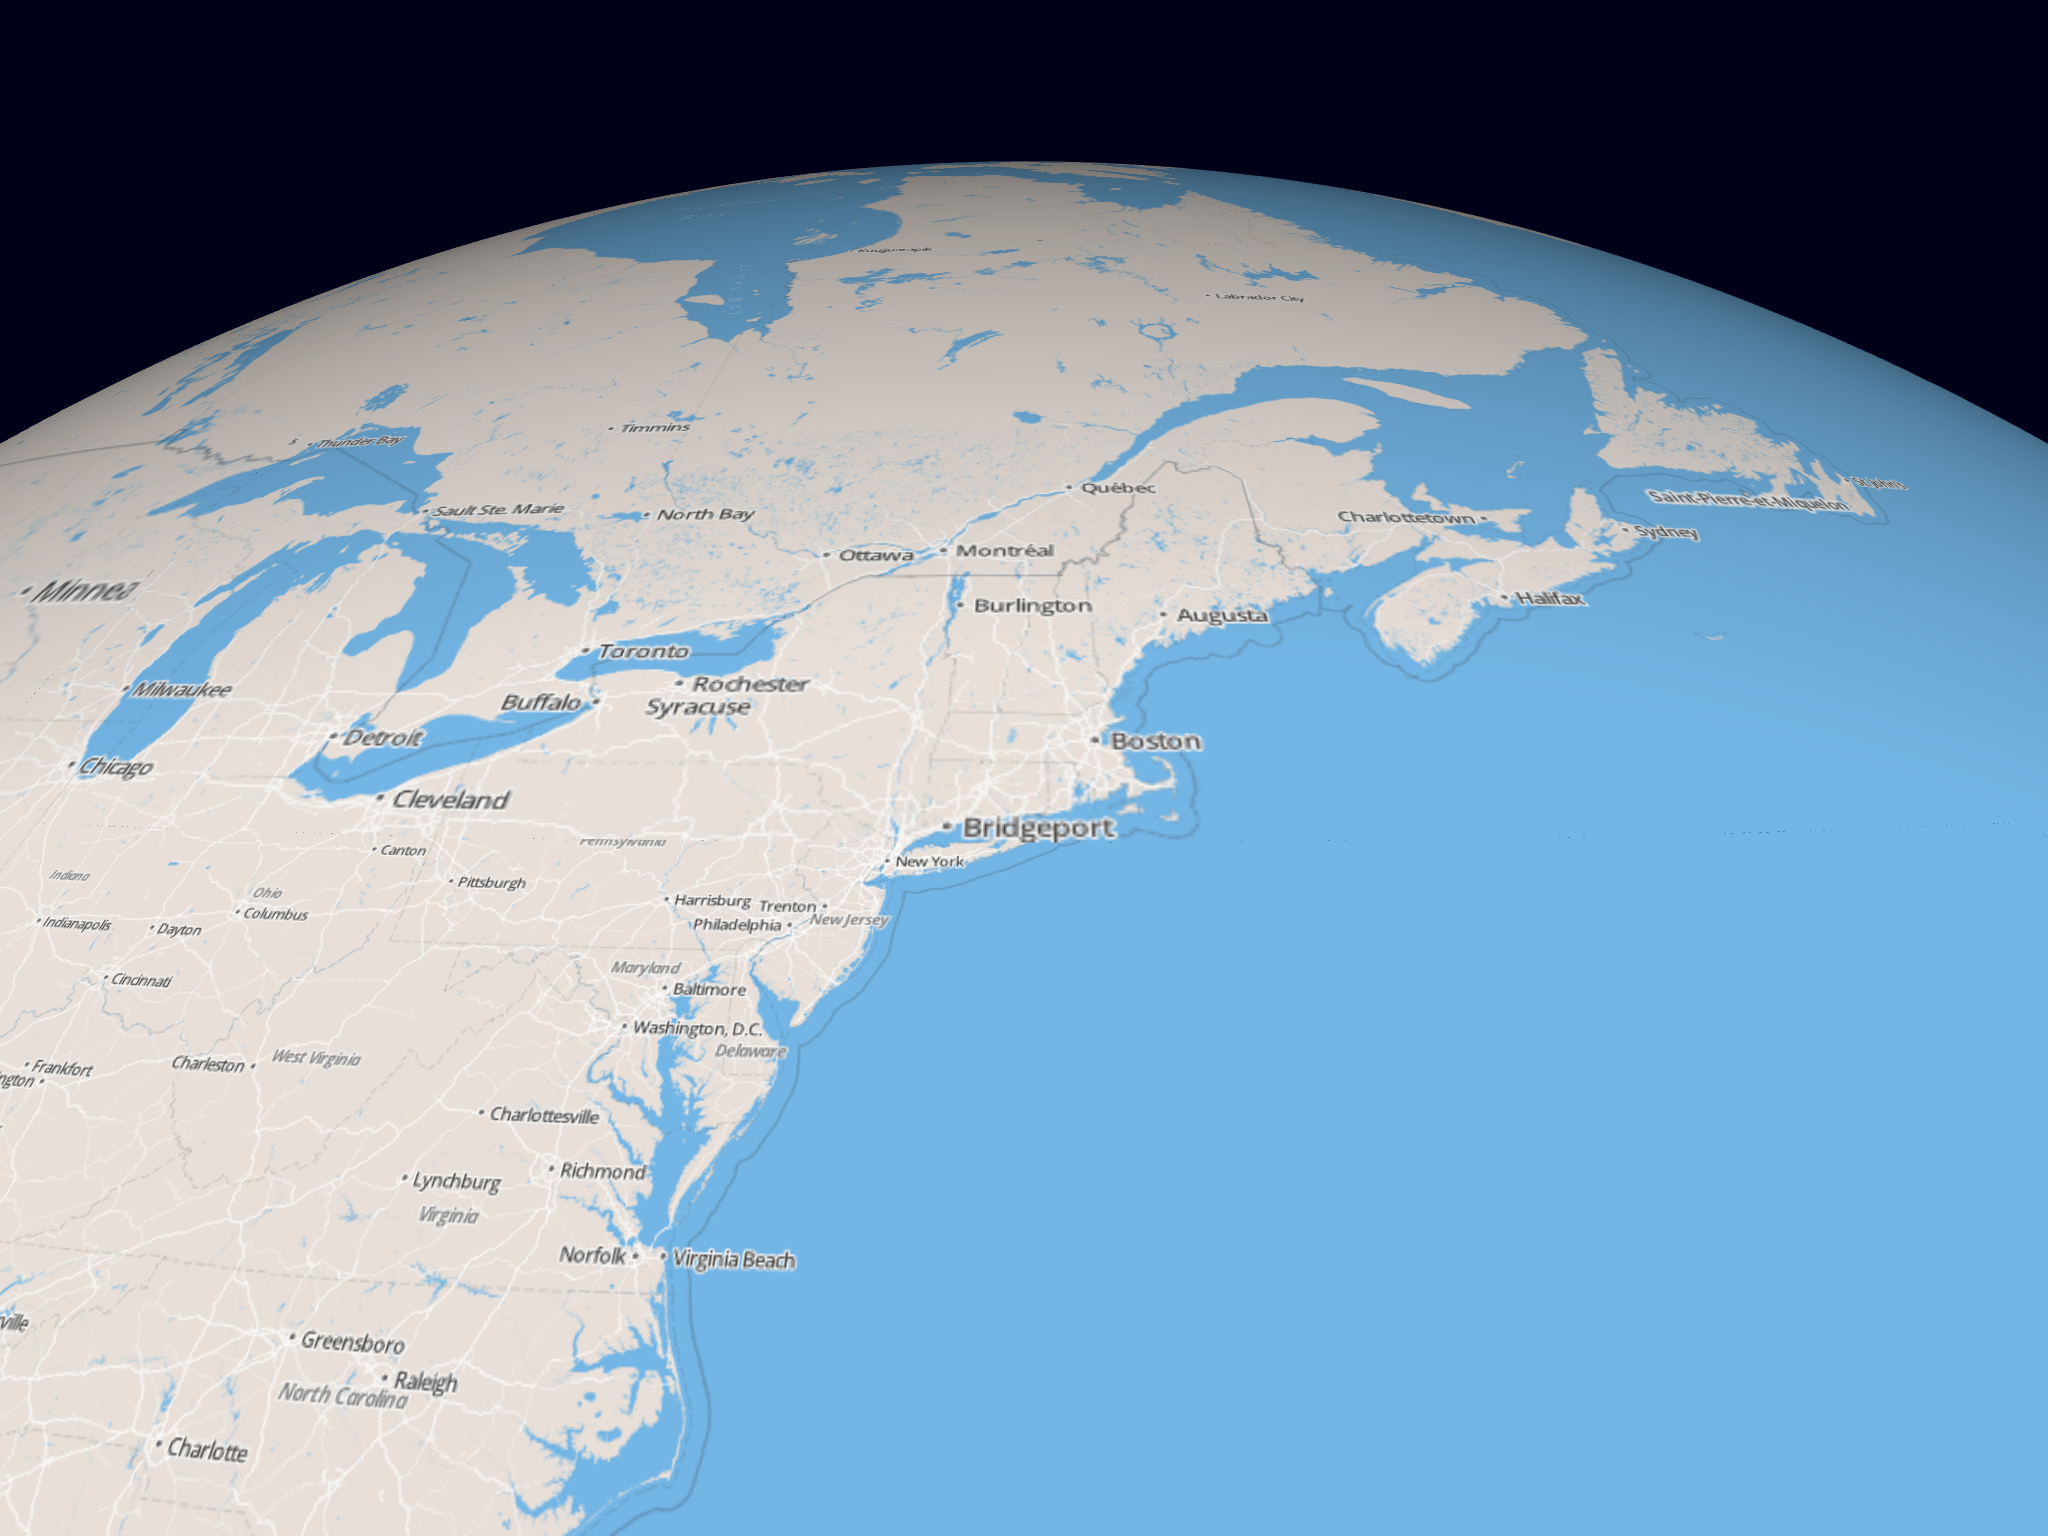 Kuujjuarapik
Labrador City
Timmins
Thunder Bay
Québec
St. John's
Saint-Pierre-et-Miquelon
Sault Ste. Marie
North Bay
Charlottetown
Sydney
Ottawa
Montréal
Minnea
Burlington
Augusta
Halifax
Toronto
Milwaukee
Rochester
Buffalo
Syracuse
Detroit
Boston
Chicago
Cleveland
Bridgeport
Pennsylvania
Canton
New York
Indiana
Pittsburgh
Ohio
Harrisburg
Trenton
Columbus
New Jersey
Indianapolis
Dayton
Philadelphia
Maryland
Cincinnati
Baltimore
Washington, D.C.
Delaware
West Virginia
Charleston
Frankfort
ngton
Charlottesville
Richmond
Lynchburg
Virginia
Norfolk
Virginia Beach
ville
Greensboro
Raleigh
North Carolina
Charlotte